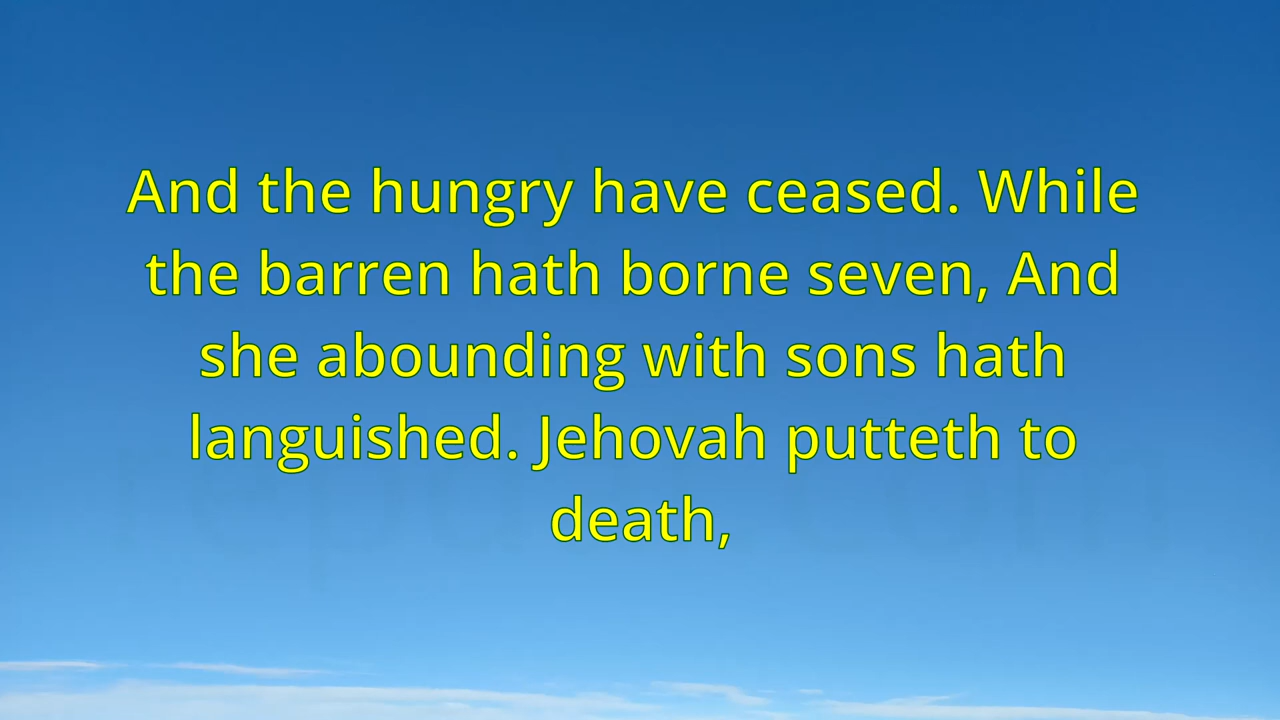 And the hungry have ceased. While
the barren hath borne seven, And
she abounding with sons hath
languished. Jehovah putteth to
death,